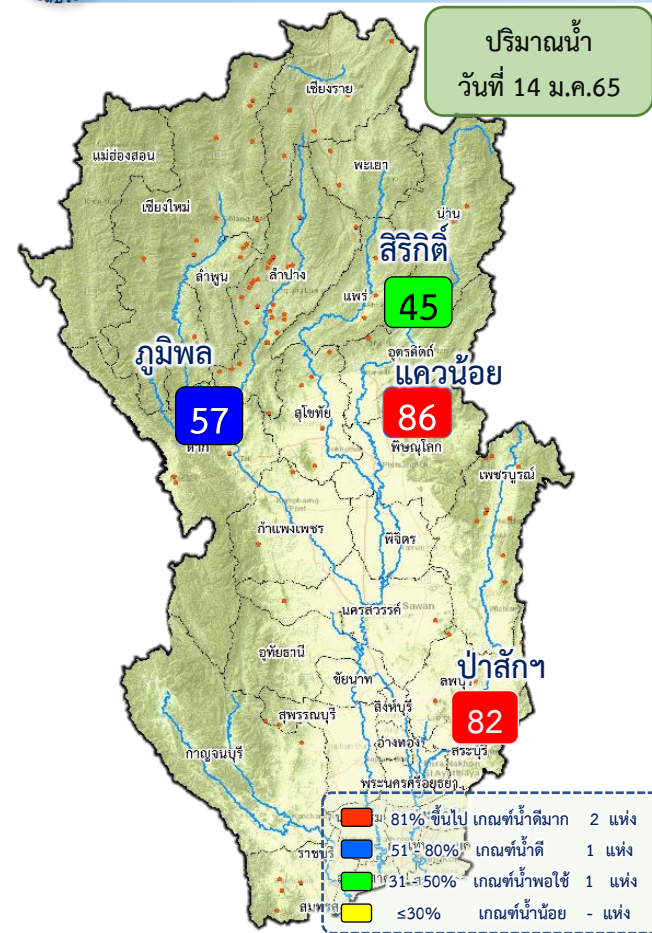 ปริมาณน้ำ
วันที่ 14 ม.ค.65
เชียงราย
แม่ฮ่องสอน
พะเยา
เชียงใหม่
น่าน
สิริกิติ์
ลำพูน
ลำปาง
แพร่
45
ภูมิพล
อุตรดิตถ์
แควน้อย
57
สุโขทัย
86
ตาก
พิษณุโลก
เพชรบูรณ์
กำแพงเพชร
พิจิตร
นครสวรรค์
Sawan
อุทัยธานี
ป่าสักฯ
ชัยนาท
ลพบุรี
สิงห์บุรี
สุพรรณบุรี
82
อ่างทอง
กาญจนบุรี
สระบุรี
พระนครศรีอยุธยา
81% ขึ้นไป เกณฑ์น้ำดีมาก 2 แห่ง
51 - 80% เกณฑ์น้ำดี 1 แห่ง
ราชบุรี
31 - 50% เกณฑ์น้ำพอใช้ 1 แห่ง
≤30% เกณฑ์น้ำน้อย - แห่ง